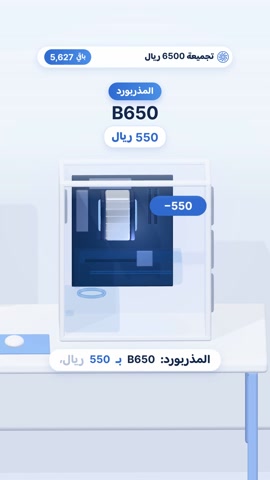 تجميعة 6500 ريال
باقي 5,627
المذربورد
B650
550 ريال
−550
المذربورد: B650 بـ 550 ريال،